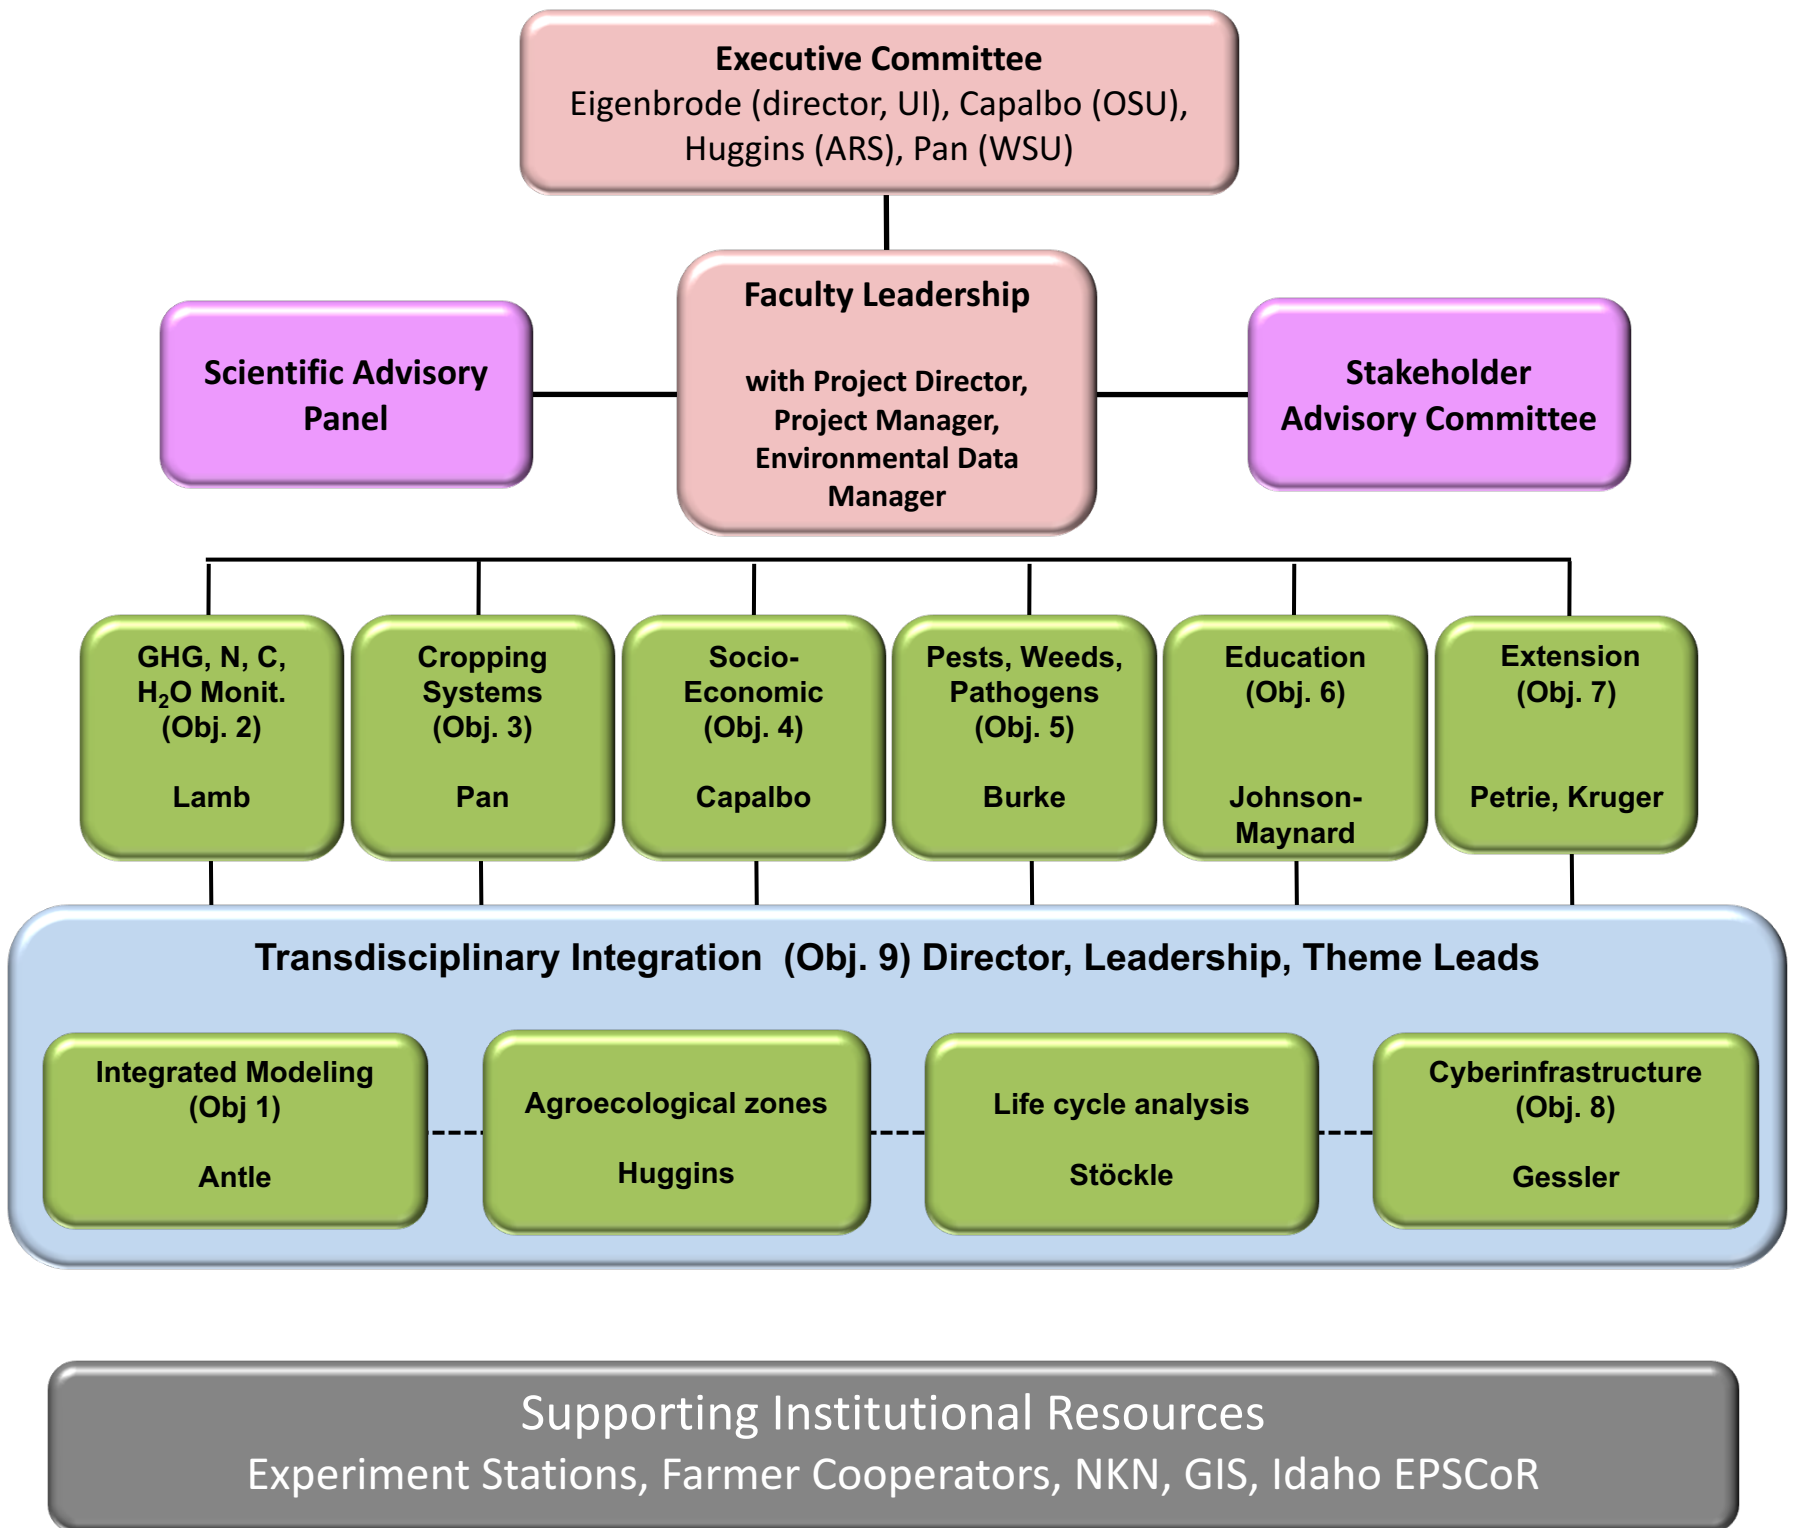 Executive Committee
Eigenbrode (director, UI), Capalbo (OSU),
Huggins (ARS), Pan (WSU)
Faculty Leadership
with Project Director,
Project Manager,
Environmental Data
Manager
Scientific Advisory
Panel
Stakeholder
Advisory Committee
GHG, N, C,
H₂O Monit.
(Obj. 2)
Lamb
Cropping
Systems
(Obj. 3)
Pan
Socio-
Economic
(Obj. 4)
Capalbo
Pests, Weeds,
Pathogens
(Obj. 5)
Burke
Education
(Obj. 6)
Johnson-
Maynard
Extension
(Obj. 7)
Petrie, Kruger
Transdisciplinary Integration (Obj. 9) Director, Leadership, Theme Leads
Integrated Modeling
(Obj 1)
Antle
Agroecological zones
Huggins
Life cycle analysis
Stöckle
Cyberinfrastructure
(Obj. 8)
Gessler
Supporting Institutional Resources
Experiment Stations, Farmer Cooperators, NKN, GIS, Idaho EPSCoR